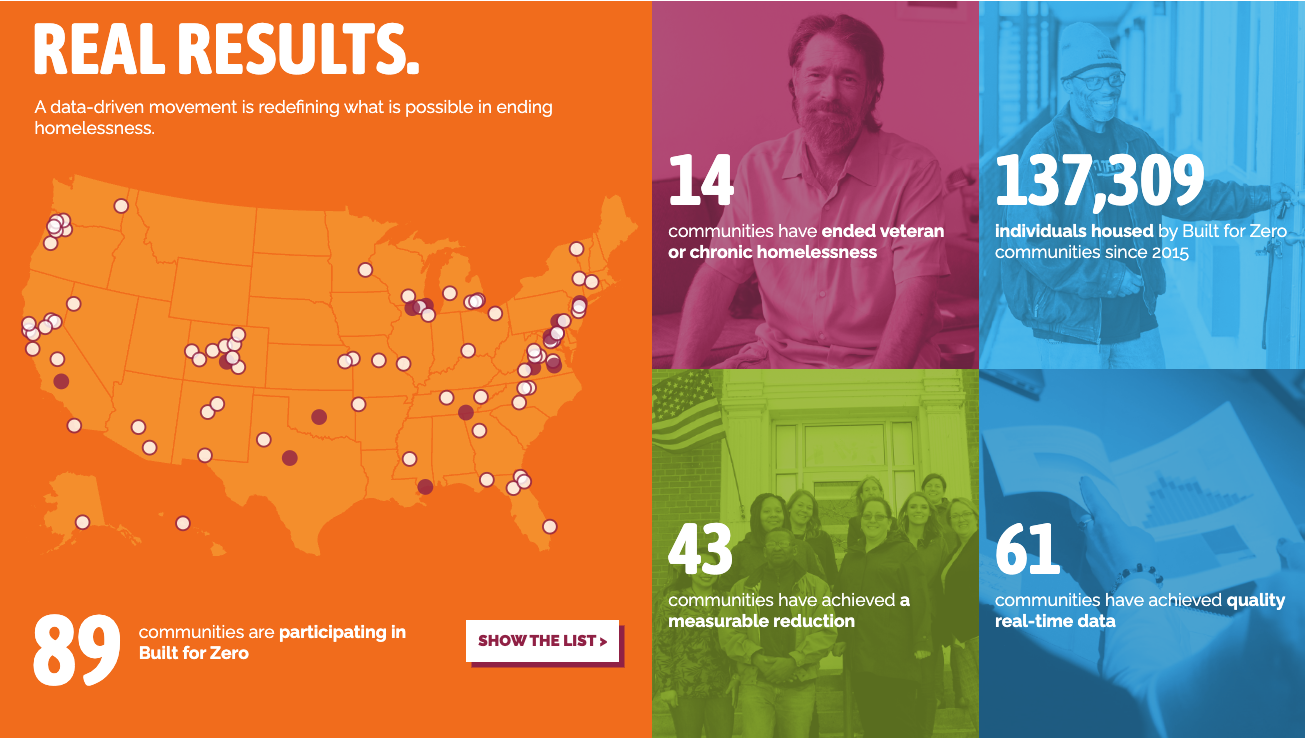 REAL RESULTS.
A data-driven movement is redefining what is possible in ending
homelessness.
89
communities are participating in
Built for Zero
SHOW THE LIST >
14
communities have ended veteran
or chronic homelessness
137,309
individuals housed by Built for Zero
communities since 2015
43
communities have achieved a
measurable reduction
61
communities have achieved quality
real-time data